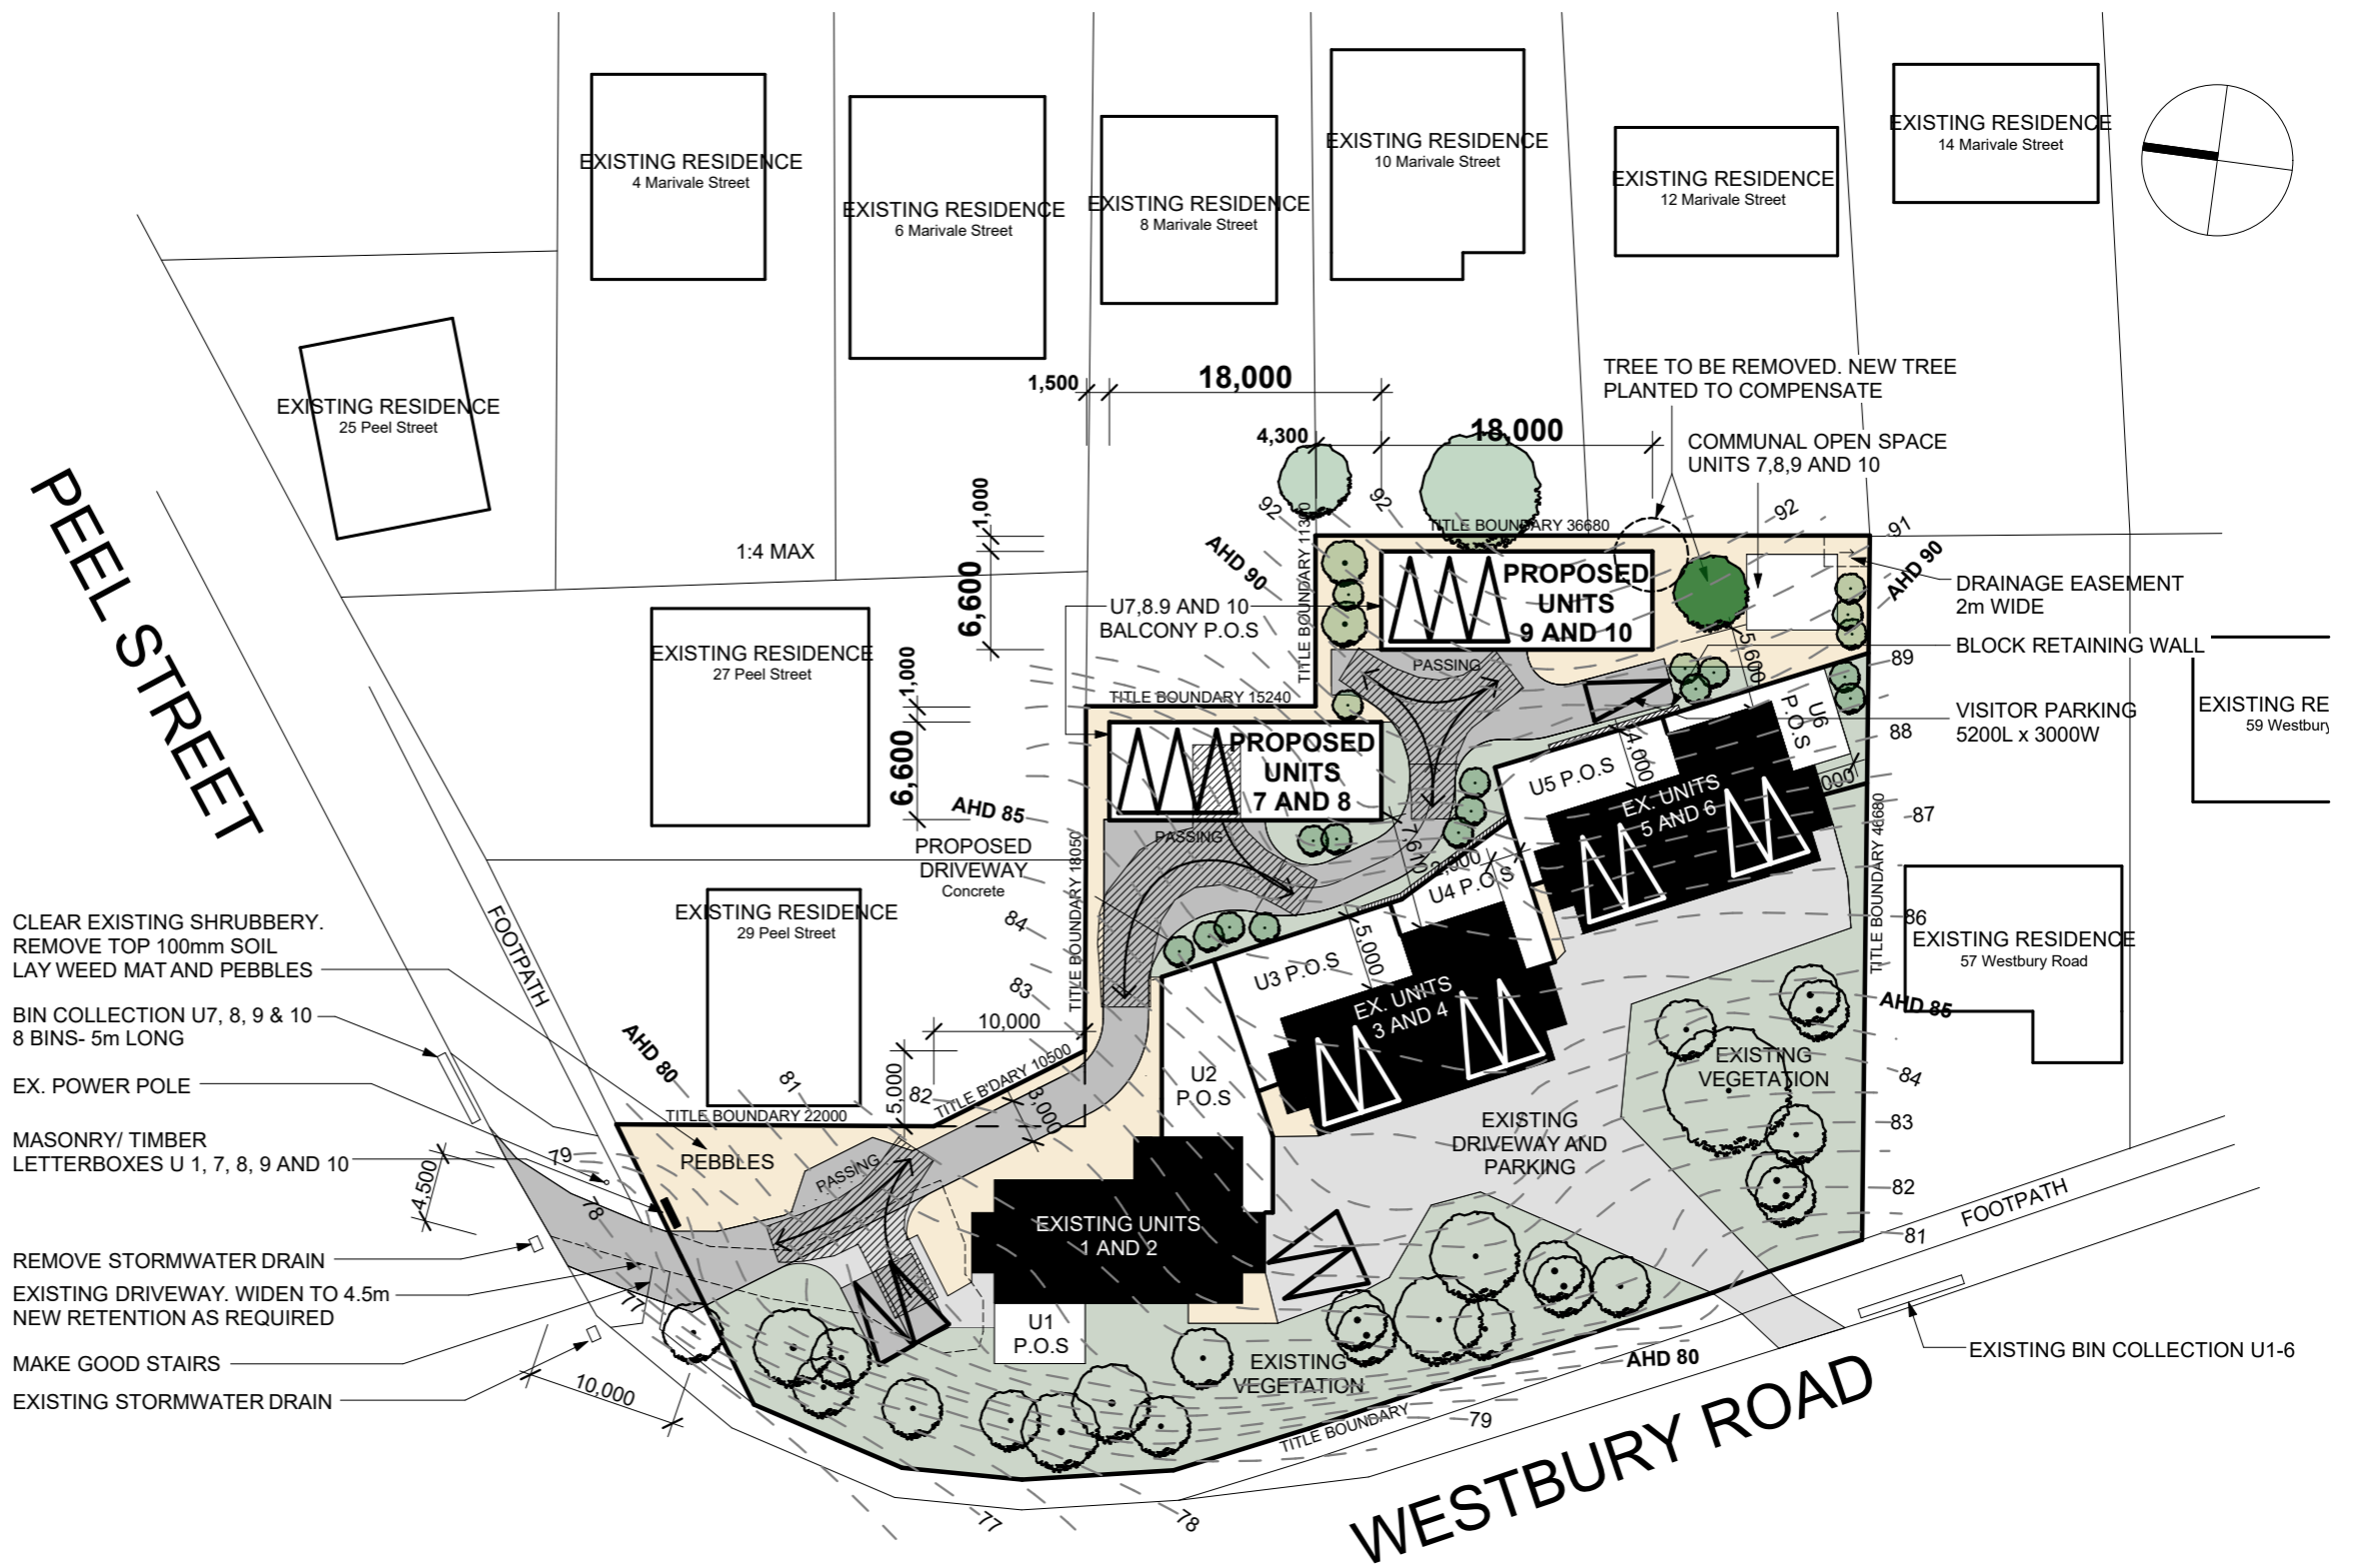 EXISTING RESIDENCE
4 Marivale Street
EXISTING RESIDENCE
6 Marivale Street
EXISTING RESIDENCE
8 Marivale Street
EXISTING RESIDENCE
10 Marivale Street
EXISTING RESIDENCE
12 Marivale Street
EXISTING RESIDENCE
14 Marivale Street
EXISTING RESIDENCE
25 Peel Street
PEEL STREET
1:4 MAX
1,500
18,000
4,300
18,000
TREE TO BE REMOVED. NEW TREE
PLANTED TO COMPENSATE
COMMUNAL OPEN SPACE
UNITS 7,8,9 AND 10
1,000
6,600
1,000
6,600
92
92
92
91
AHD 90
AHD 90
TITLE BOUNDARY 36680
TITLE BOUNDARY 11300
TITLE BOUNDARY 15240
U7,8.9 AND 10
BALCONY P.O.S
PROPOSED
UNITS
9 AND 10
PASSING
DRAINAGE EASEMENT
2m WIDE
BLOCK RETAINING WALL
VISITOR PARKING
5200L x 3000W
EXISTING RE
59 Westbury
5,600
89
88
87
86
U6
P.O.S
4,000
000
U5 P.O.S
EX. UNITS
5 AND 6
EXISTING RESIDENCE
27 Peel Street
PROPOSED
UNITS
7 AND 8
PASSING
AHD 85
PROPOSED
DRIVEWAY
Concrete
84
83
TITLE BOUNDARY 18050
7,610
2,800
U4 P.O.S
U3 P.O.S
5,000
EX. UNITS
3 AND 4
TITLE BOUNDARY 46680
EXISTING RESIDENCE
57 Westbury Road
AHD 85
84
83
82
81
EXISTING RESIDENCE
29 Peel Street
FOOTPATH
CLEAR EXISTING SHRUBBERY.
REMOVE TOP 100mm SOIL
LAY WEED MAT AND PEBBLES
BIN COLLECTION U7, 8, 9 & 10
8 BINS- 5m LONG
EX. POWER POLE
MASONRY/ TIMBER
LETTERBOXES U 1, 7, 8, 9 AND 10
4,500
REMOVE STORMWATER DRAIN
EXISTING DRIVEWAY. WIDEN TO 4.5m
NEW RETENTION AS REQUIRED
MAKE GOOD STAIRS
EXISTING STORMWATER DRAIN
10,000
AHD 80
81
82
79
78
77
10,000
5,000
TITLE B'DARY 10500
3,000
TITLE BOUNDARY 22000
PEBBLES
PASSING
U2
P.O.S
EXISTING UNITS
1 AND 2
U1
P.O.S
EXISTING
DRIVEWAY AND
PARKING
EXISTING
VEGETATION
EXISTING
VEGETATION
TITLE BOUNDARY
FOOTPATH
AHD 80
79
78
77
EXISTING BIN COLLECTION U1-6
WESTBURY ROAD